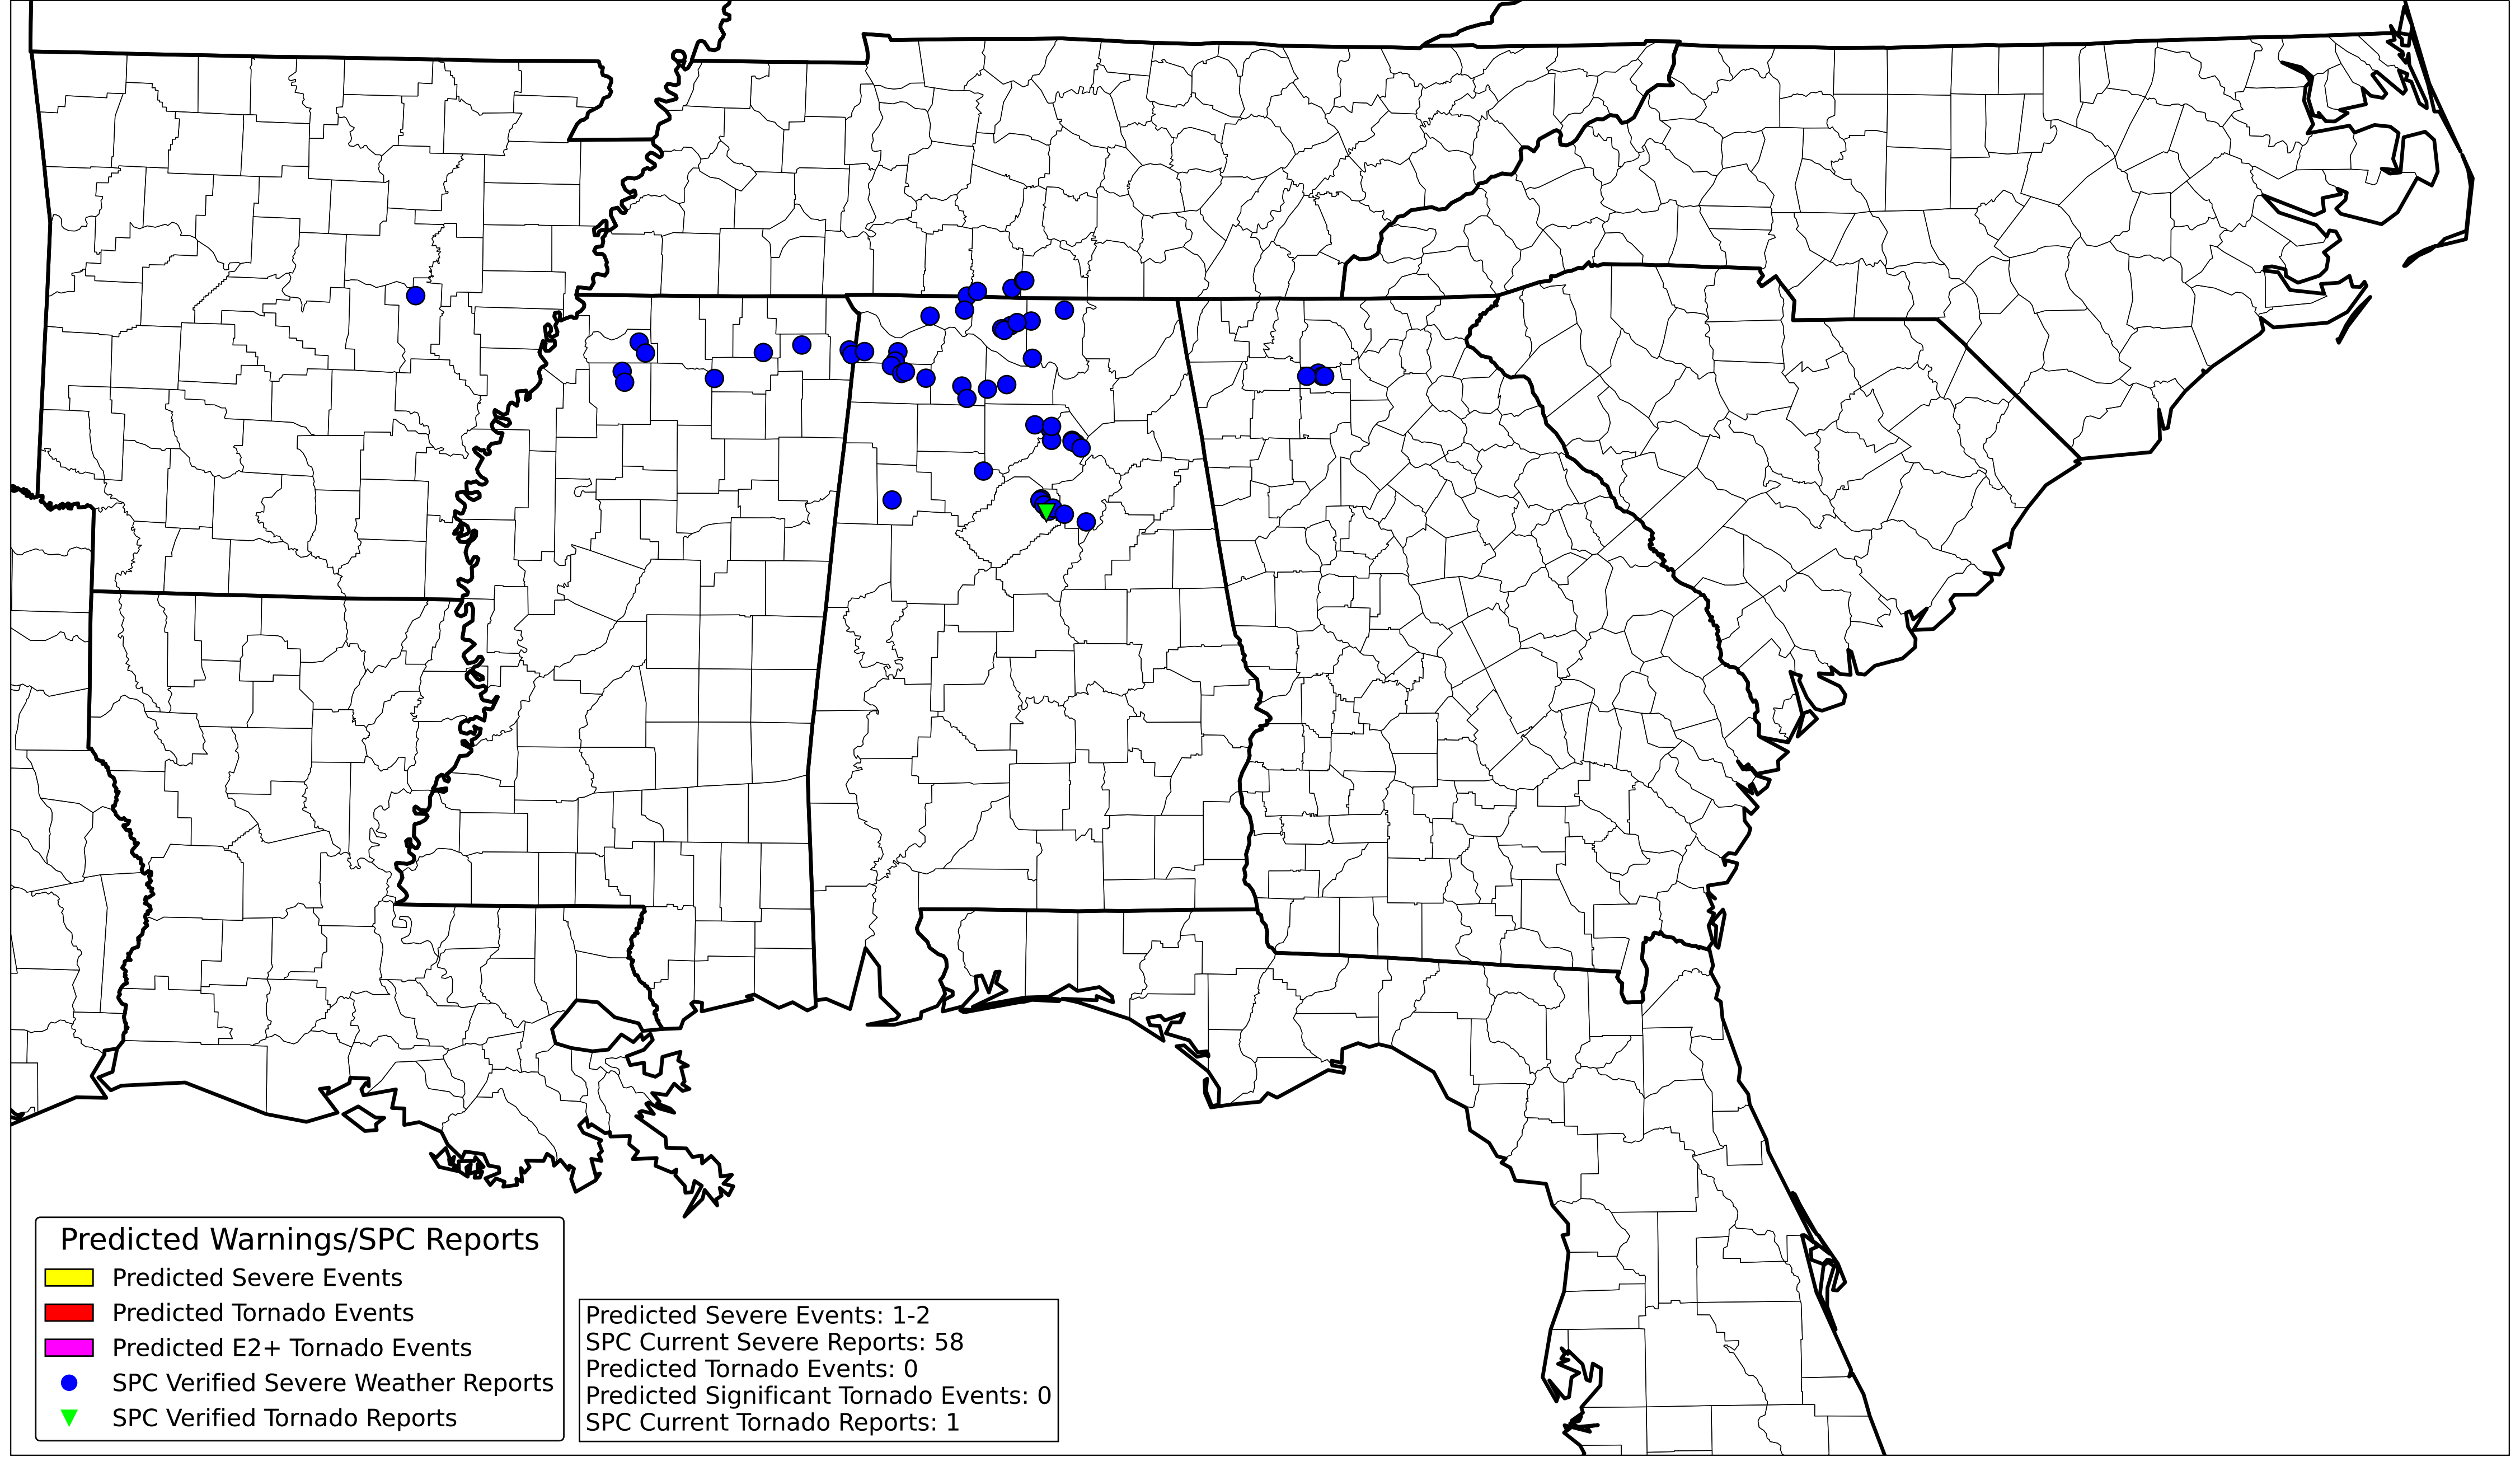 Predicted Warnings/SPC Reports
Predicted Severe Events
Predicted Tornado Events
Predicted E2+ Tornado Events
SPC Verified Severe Weather Reports
SPC Verified Tornado Reports
Predicted Severe Events: 1-2
SPC Current Severe Reports: 58
Predicted Tornado Events: 0
Predicted Significant Tornado Events: 0
SPC Current Tornado Reports: 1